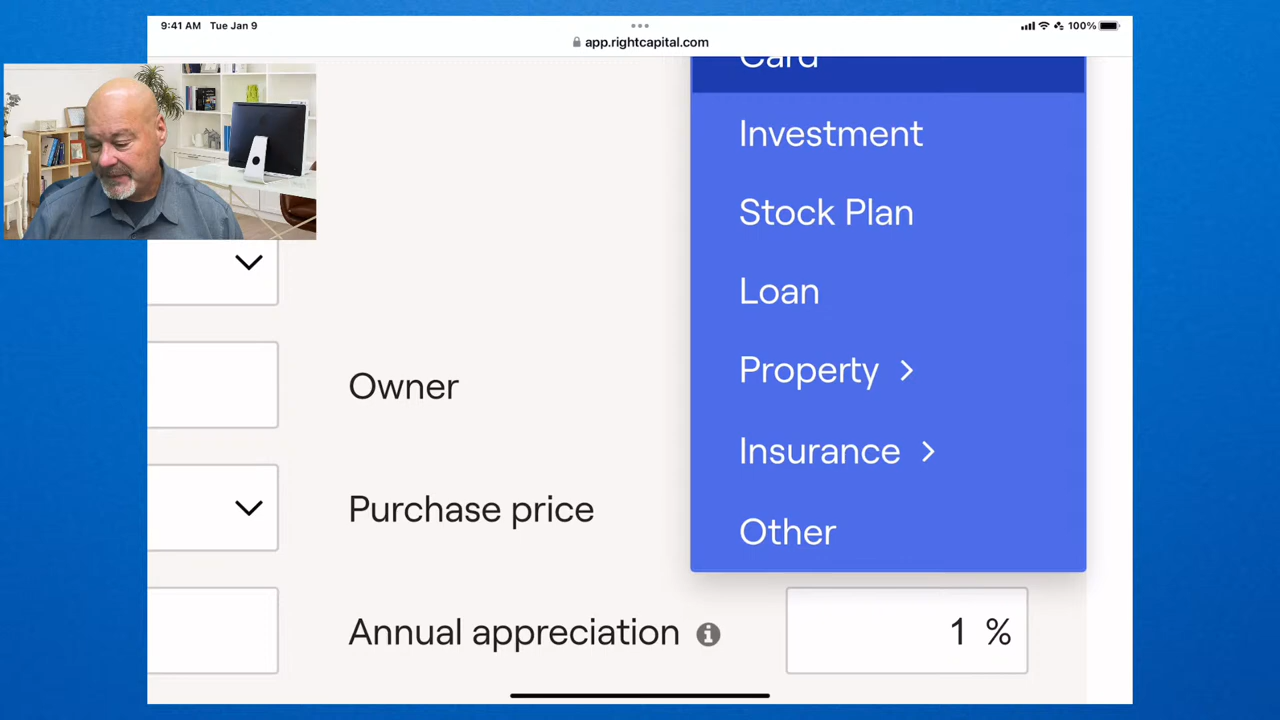 9:41 AM Tue Jan 9
100%
app.rightcapital.com
Card
Investment
Stock Plan
Loan
Property
Owner
Insurance
Purchase price
Other
Annual appreciation
1 %